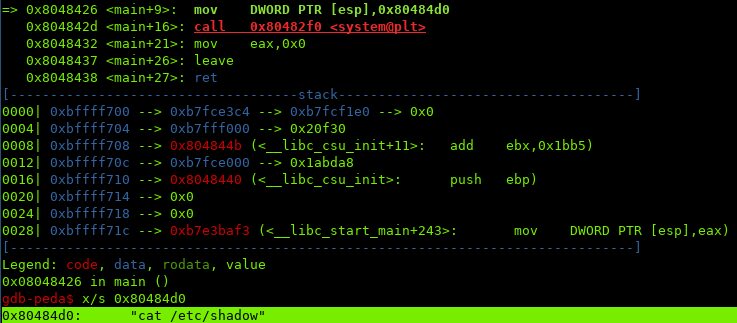 => 0x8048426 <main+9>:  mov    DWORD PTR [esp],0x80484d0
   0x804842d <main+16>: call   0x80482f0 <system@plt>
   0x8048432 <main+21>: mov    eax,0x0
   0x8048437 <main+26>: leave
   0x8048438 <main+27>: ret
[------------------------------------stack-------------------------------------]
0000| 0xbffff700 --> 0xb7fce3c4 --> 0xb7fcf1e0 --> 0x0
0004| 0xbffff704 --> 0xb7fff000 --> 0x20f30
0008| 0xbffff708 --> 0x804844b (<__libc_csu_init+11>:   add    ebx,0x1bb5)
0012| 0xbffff70c --> 0xb7fce000 --> 0x1abda8
0016| 0xbffff710 --> 0x8048440 (<__libc_csu_init>:      push   ebp)
0020| 0xbffff714 --> 0x0
0024| 0xbffff718 --> 0x0
0028| 0xbffff71c --> 0xb7e3baf3 (<__libc_start_main+243>:       mov    DWORD PTR [esp],eax)
[------------------------------------------------------------------------------]
Legend: code, data, rodata, value
0x08048426 in main ()
gdb-peda$ x/s 0x80484d0
0x80484d0:      "cat /etc/shadow"